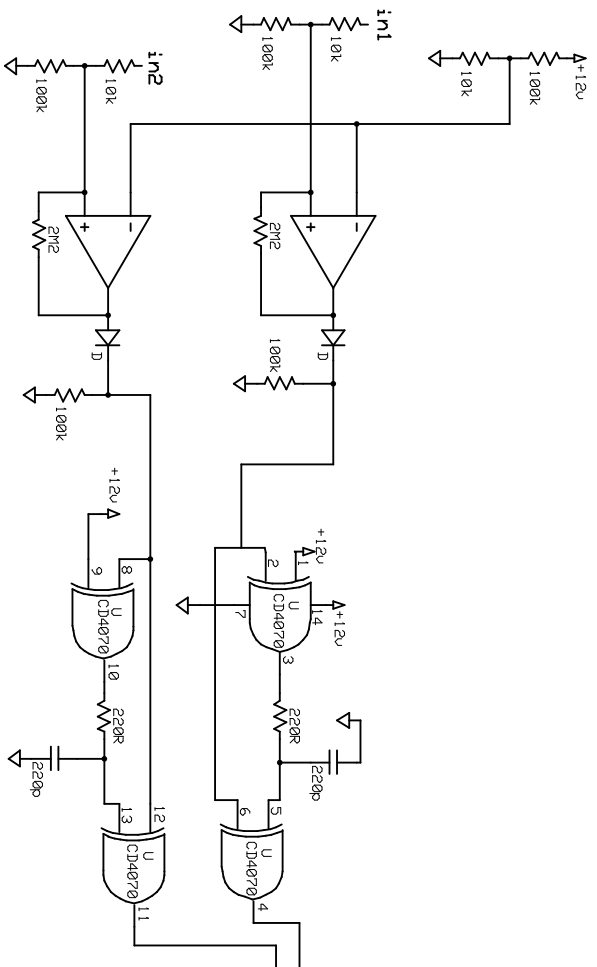 +12v
100k
10k
in1
10k
100k
in2
10k
100k
-
+
2M2
D
100k
-
+
2M2
D
100k
+12v
1
2
+12v
14
7
U
CD4070
3
220R
220p
5
6
U
CD4070
4
+12v
8
9
U
CD4070
10
220R
220p
12
13
U
CD4070
11